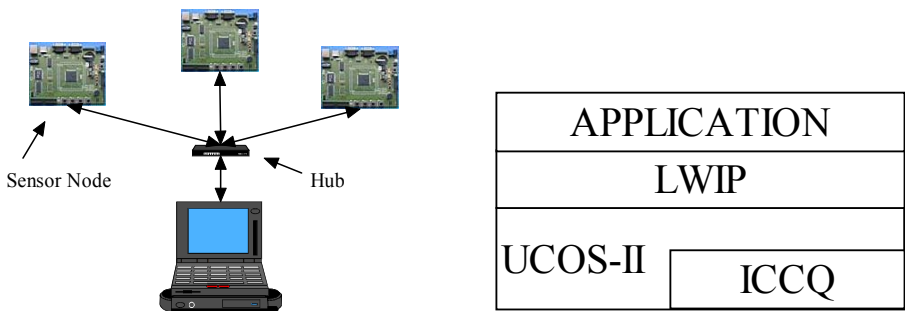 Sensor Node
Hub
APPLICATION
LWIP
UCOS-II
ICCQ